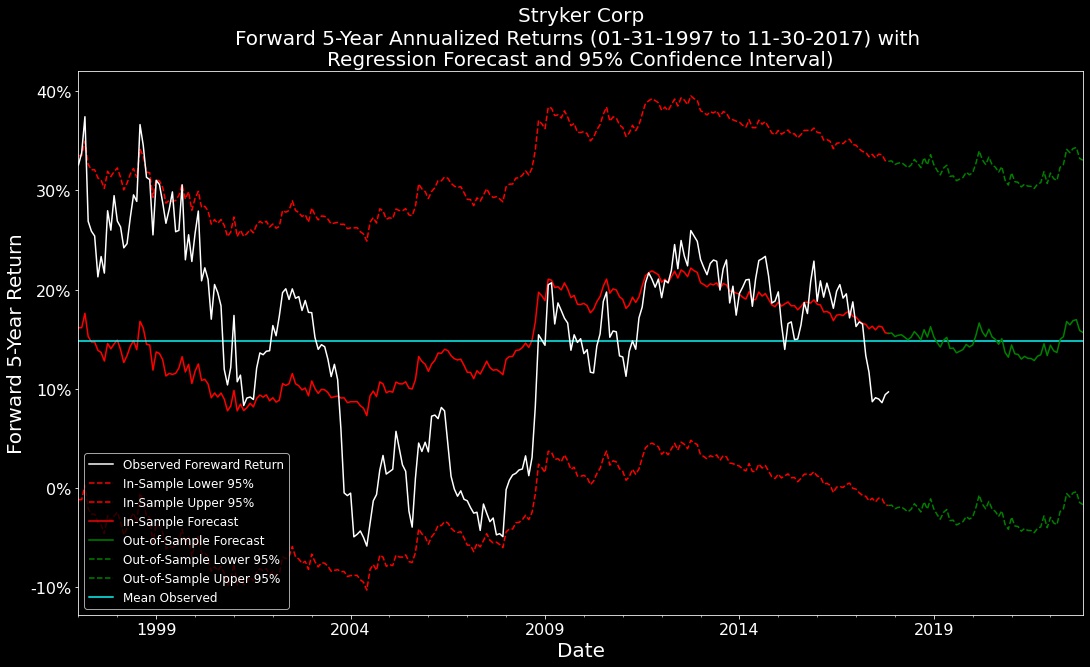 Stryker Corp
Forward 5-Year Annualized Returns (01-31-1997 to 11-30-2017) with
Regression Forecast and 95% Confidence Interval)
Forward 5-Year Return
40%
30%
20%
10%
0%
-10%
Observed Foreward Return
In-Sample Lower 95%
In-Sample Upper 95%
In-Sample Forecast
Out-of-Sample Forecast
Out-of-Sample Lower 95%
Out-of-Sample Upper 95%
Mean Observed
1999 2004 2009 2014 2019
Date